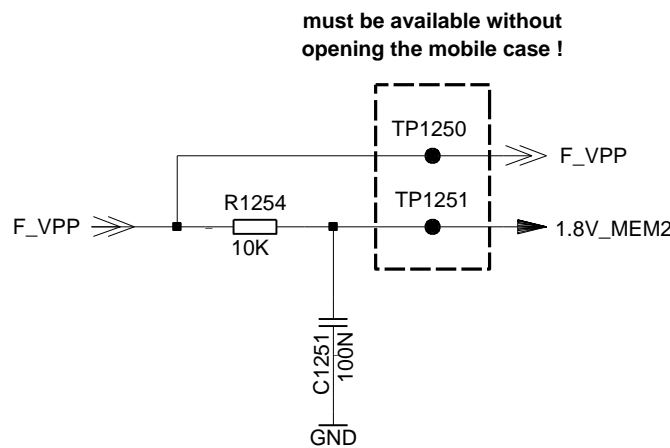 must be available without
opening the mobile case !
TP1250
F_VPP
R1254
TP1251
F_VPP
1.8V_MEM2
10K
C1251
100N
GND